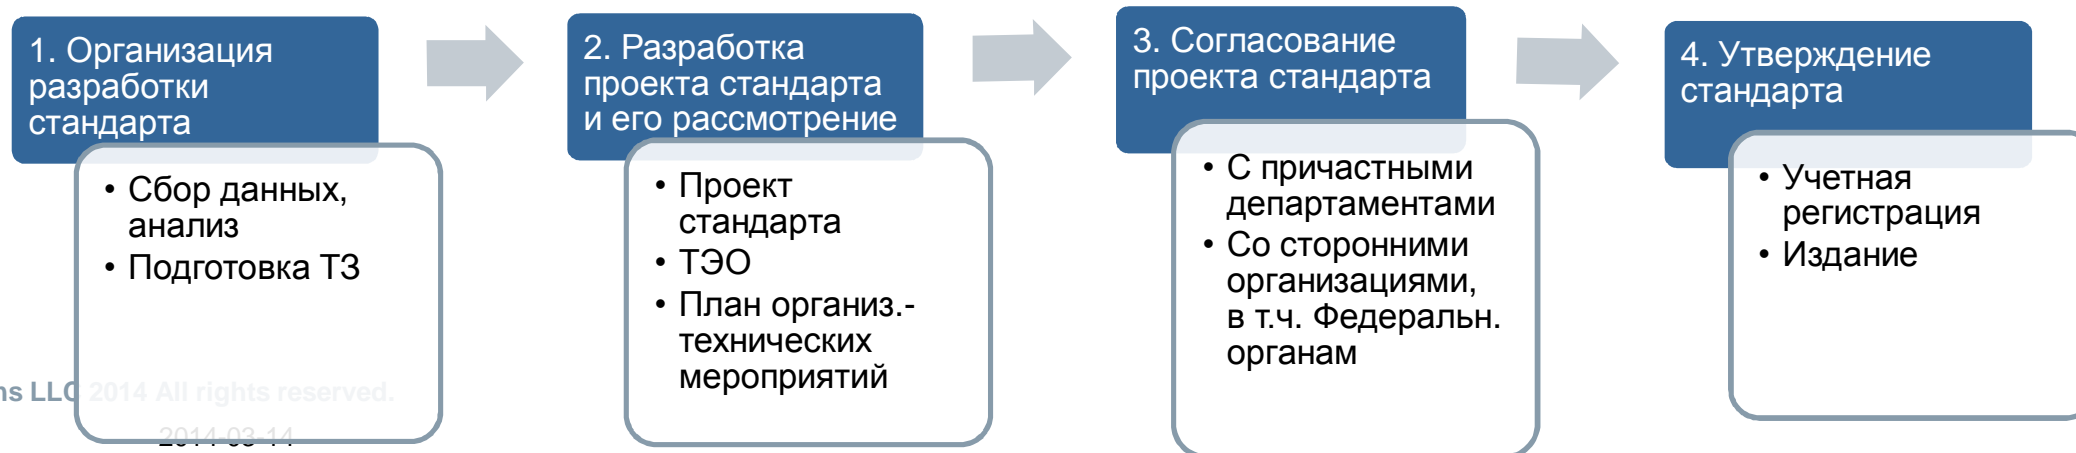 1. Организация
разработки
стандарта
• Сбор данных,
анализ
• Подготовка ТЗ
2. Разработка
проекта стандарта
и его рассмотрение
• Проект
стандарта
• ТЭО
• План организ.-
технических
мероприятий
3. Согласование
проекта стандарта
• С причастными
департаментами
• Со сторонними
организациями,
в т.ч. Федеральн.
органам
4. Утверждение
стандарта
• Учетная
регистрация
• Издание
ns LLC 2014 All rights reserved.
2014-03-14